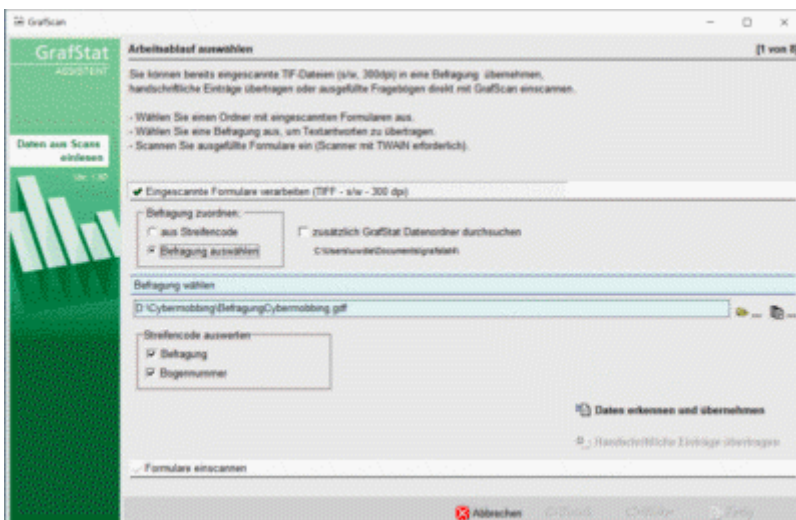 GrafScan
GrafStat
ASSISTENT
Daten aus Scans
einlesen
Arbeitsablauf auswählen
[1 von 8]
Sie können bereits eingescannte TIF-Dateien (s/w, 300dpi) in eine Befragung übernehmen,
handschriftliche Einträge übertragen oder ausgefüllte Fragebögen direkt mit GrafScan einscannen.
- Wählen Sie einen Ordner mit eingescannten Formularen aus.
- Wählen Sie eine Befragung aus, um Textantworten zu übertragen.
- Scannen Sie ausgefüllte Formulare ein (Scanner mit TWAIN erforderlich).
Eingescannte Formulare verarbeiten (TIFF - s/w - 300 dpi)
Befragung zuordnen:
aus Streifencode
Befragung auswählen
zusätzlich GrafStat Datenordner durchsuchen
Befragung wählen
D:\Cybermobbing\BefragungCybermobbing.gdf
...
...
Streifencode auswerten
Befragung
Bogennummer
Daten erkennen und übernehmen
Handschriftliche Einträge übertragen
Formulare einscannen
Abbrechen
Zurück
Fertig